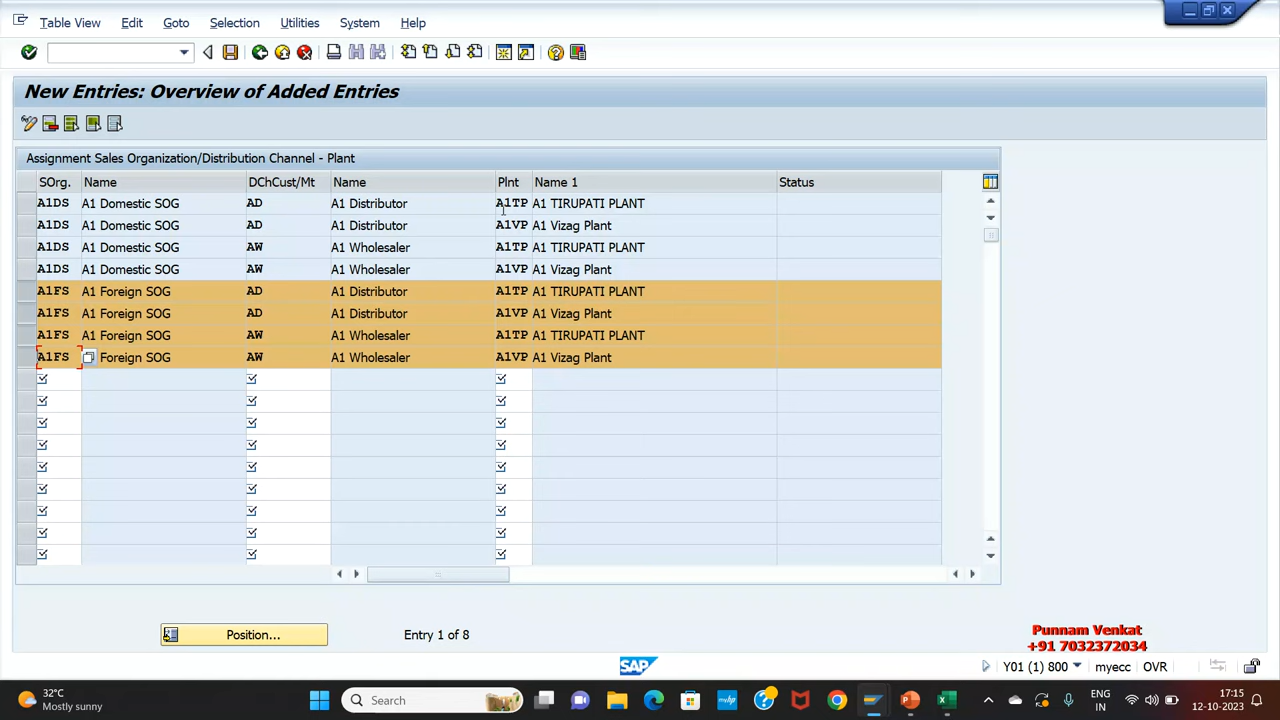 Table View Edit Goto Selection Utilities System Help
New Entries: Overview of Added Entries
Assignment Sales Organization/Distribution Channel - Plant
SOrg. Name DChCust/Mt Name Plnt Name 1 Status
A1DS A1 Domestic SOG AD A1 Distributor A1TP A1 TIRUPATI PLANT
A1DS A1 Domestic SOG AD A1 Distributor A1VP A1 Vizag Plant
A1DS A1 Domestic SOG AW A1 Wholesaler A1TP A1 TIRUPATI PLANT
A1DS A1 Domestic SOG AW A1 Wholesaler A1VP A1 Vizag Plant
A1FS A1 Foreign SOG AD A1 Distributor A1TP A1 TIRUPATI PLANT
A1FS A1 Foreign SOG AD A1 Distributor A1VP A1 Vizag Plant
A1FS A1 Foreign SOG AW A1 Wholesaler A1TP A1 TIRUPATI PLANT
A1FS Foreign SOG AW A1 Wholesaler A1VP A1 Vizag Plant
Position... Entry 1 of 8
Punnam Venkat
+91 7032372034
SAP Y01 (1) 800 myecc OVR
32°C
Mostly sunny
Search
ENG
IN
17:15
12-10-2023